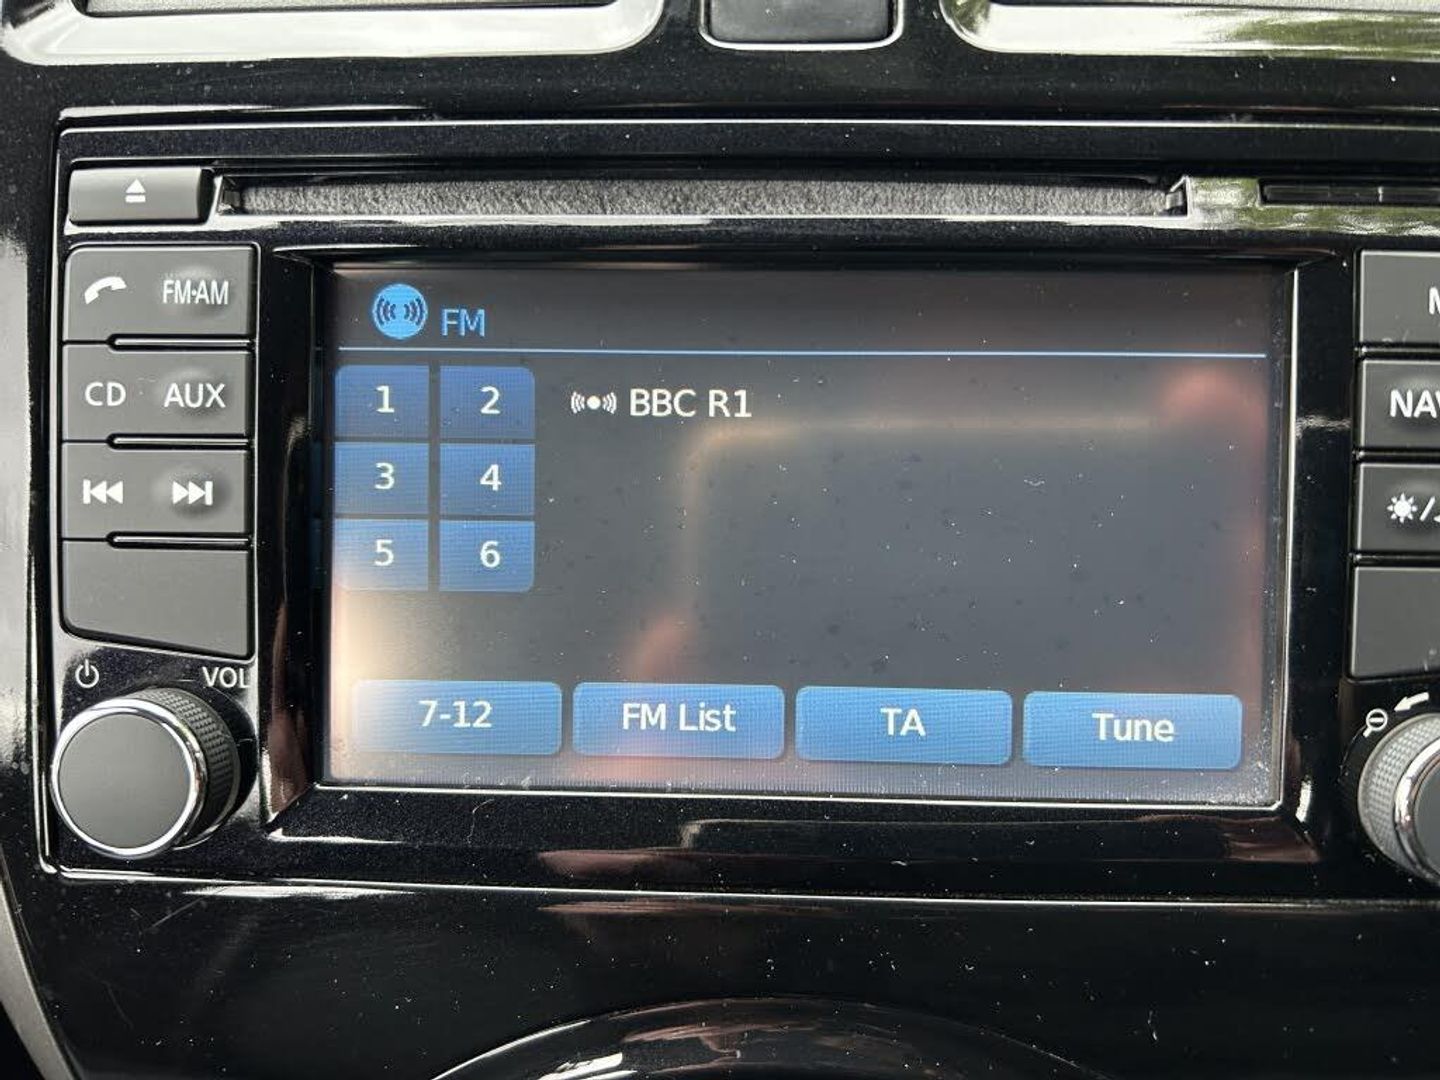 FM·AM
CD AUX
VOL
FM
1 2
3 4
5 6
BBC R1
7-12 FM List TA Tune